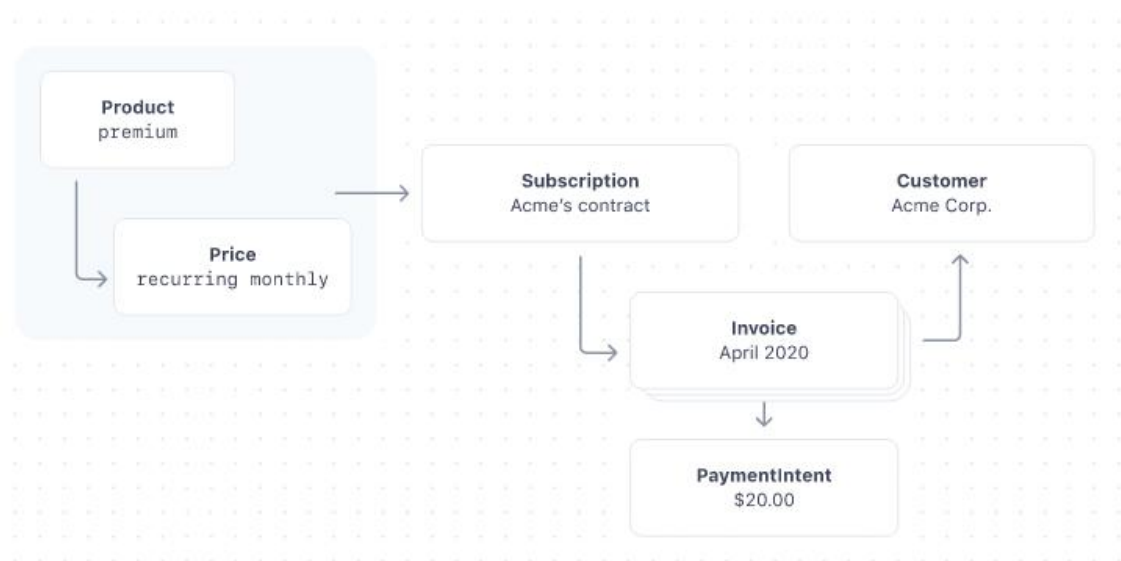 Product
premium
Price
recurring monthly
Subscription
Acme's contract
Customer
Acme Corp.
Invoice
April 2020
PaymentIntent
$20.00